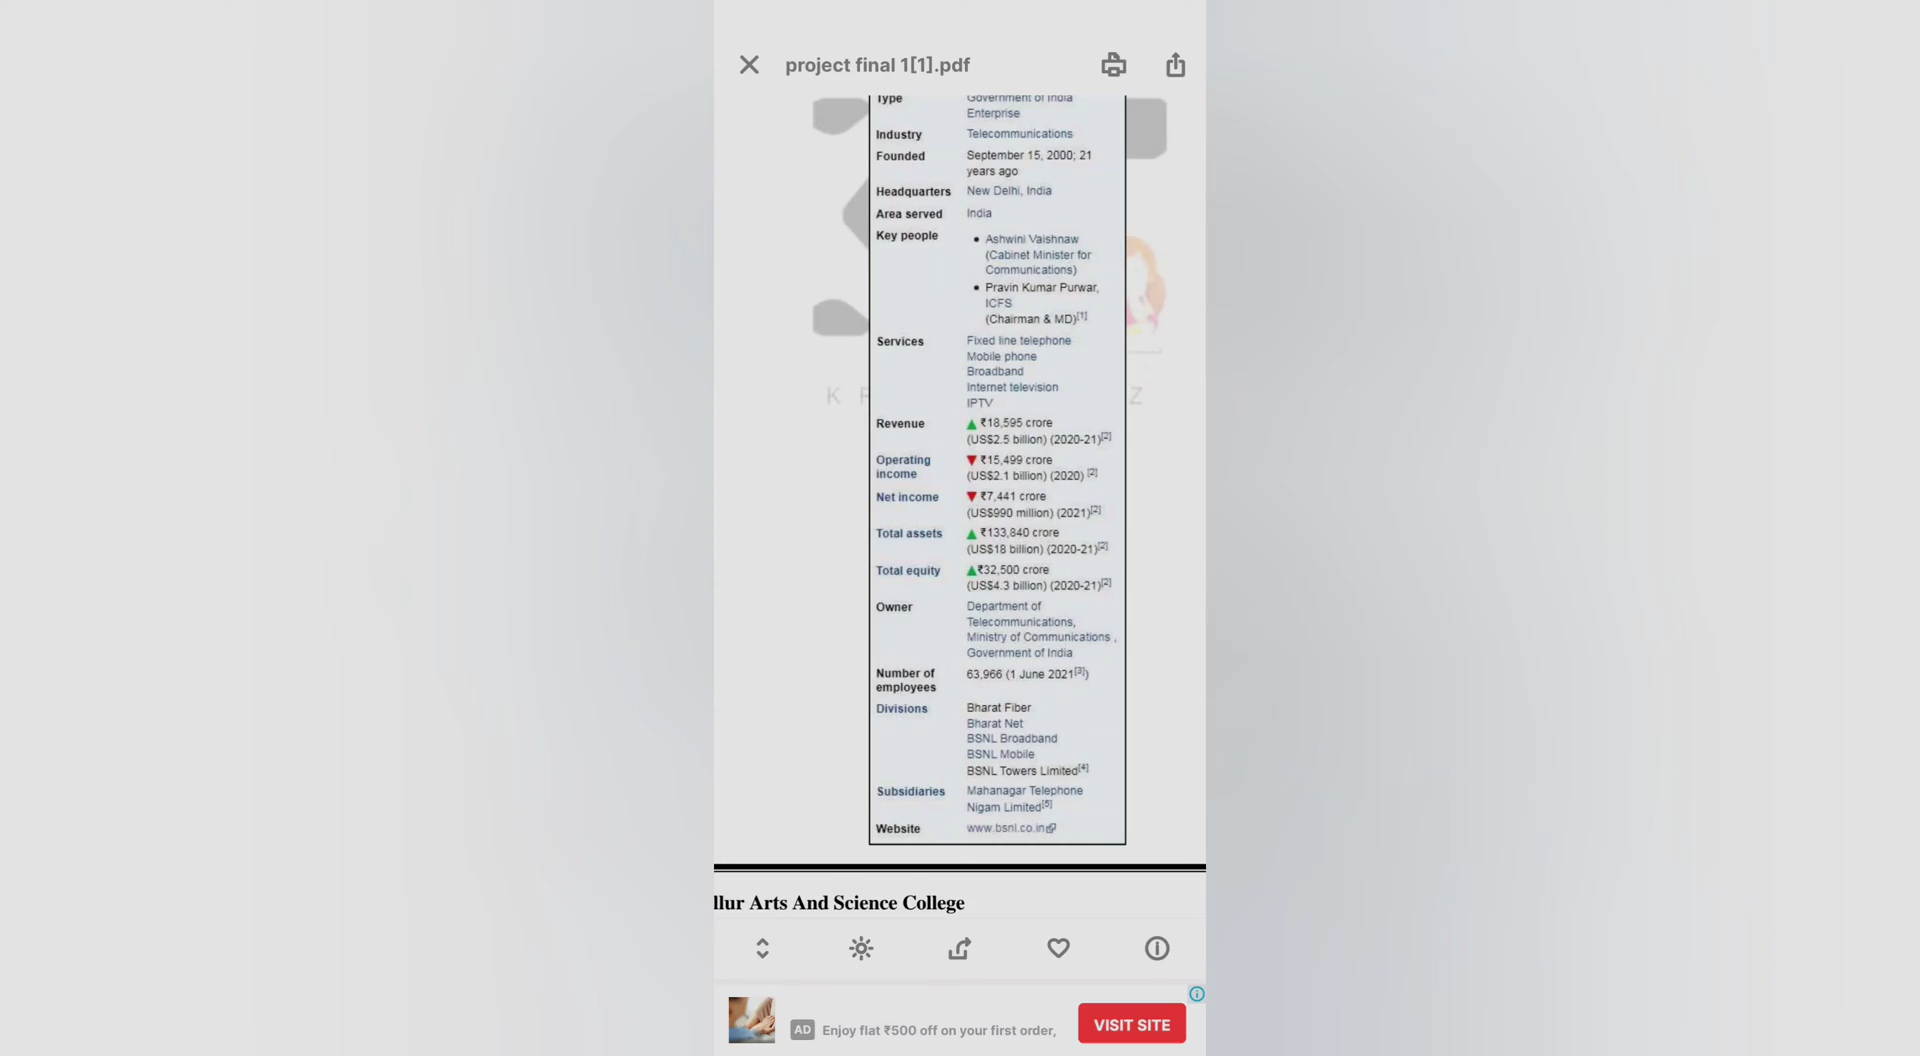 project final 1[1].pdf
Type Government of India
Enterprise
Industry Telecommunications
Founded September 15, 2000; 21
years ago
Headquarters New Delhi, India
Area served India
Key people • Ashwini Vaishnaw
(Cabinet Minister for
Communications)
• Pravin Kumar Purwar,
ICFS
(Chairman & MD)[1]
Services Fixed line telephone
Mobile phone
Broadband
Internet television
IPTV
K Z
Revenue ▲ ₹18,595 crore
(US$2.5 billion) (2020-21)[2]
Operating ▼ ₹15,499 crore
income (US$2.1 billion) (2020) [2]
Net income ▼ ₹7,441 crore
(US$990 million) (2021)[2]
Total assets ▲ ₹133,840 crore
(US$18 billion) (2020-21)[2]
Total equity ▲₹32,500 crore
(US$4.3 billion) (2020-21)[2]
Owner Department of
Telecommunications,
Ministry of Communications ,
Government of India
Number of 63,966 (1 June 2021[3])
employees
Divisions Bharat Fiber
Bharat Net
BSNL Broadband
BSNL Mobile
BSNL Towers Limited[4]
Subsidiaries Mahanagar Telephone
Nigam Limited[5]
Website www.bsnl.co.in
llur Arts And Science College
AD Enjoy flat ₹500 off on your first order,
VISIT SITE